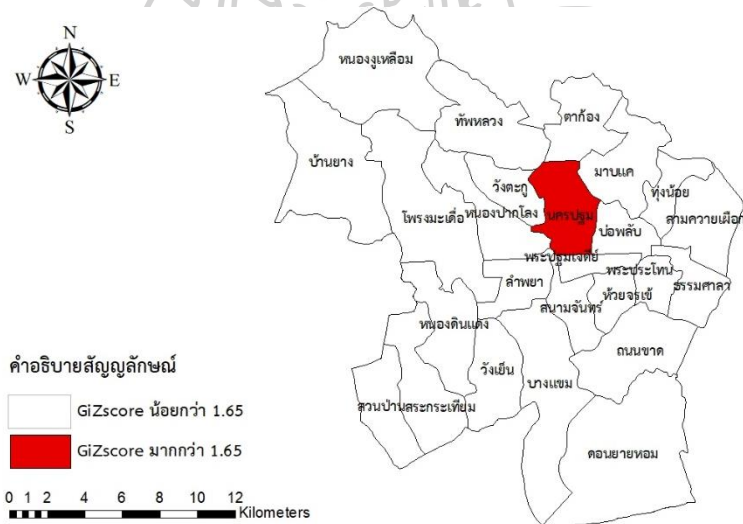 N
W E
S
หนองงูเหลือม
ทัพหลวง
ตาก้อง
บ้านยาง
มาบแค
วังตะกู
ทุ่งน้อย
โพรงมะเดื่อ
หนองปากโลง
นครปฐม
สามควายเผือก
บ่อพลับ
พระปฐมเจดีย์
พระประโทน
ลำพยา
ห้วยจรเข้
ธรรมศาลา
สนามจันทร์
หนองดินแดง
ถนนขาด
วังเย็น
บางแขม
สวนป่าน
สระกระเทียม
ดอนยายหอม
คำอธิบายสัญญลักษณ์
GiZscore น้อยกว่า 1.65
GiZscore มากกว่า 1.65
0 1 2 4 6 8 10 12
Kilometers